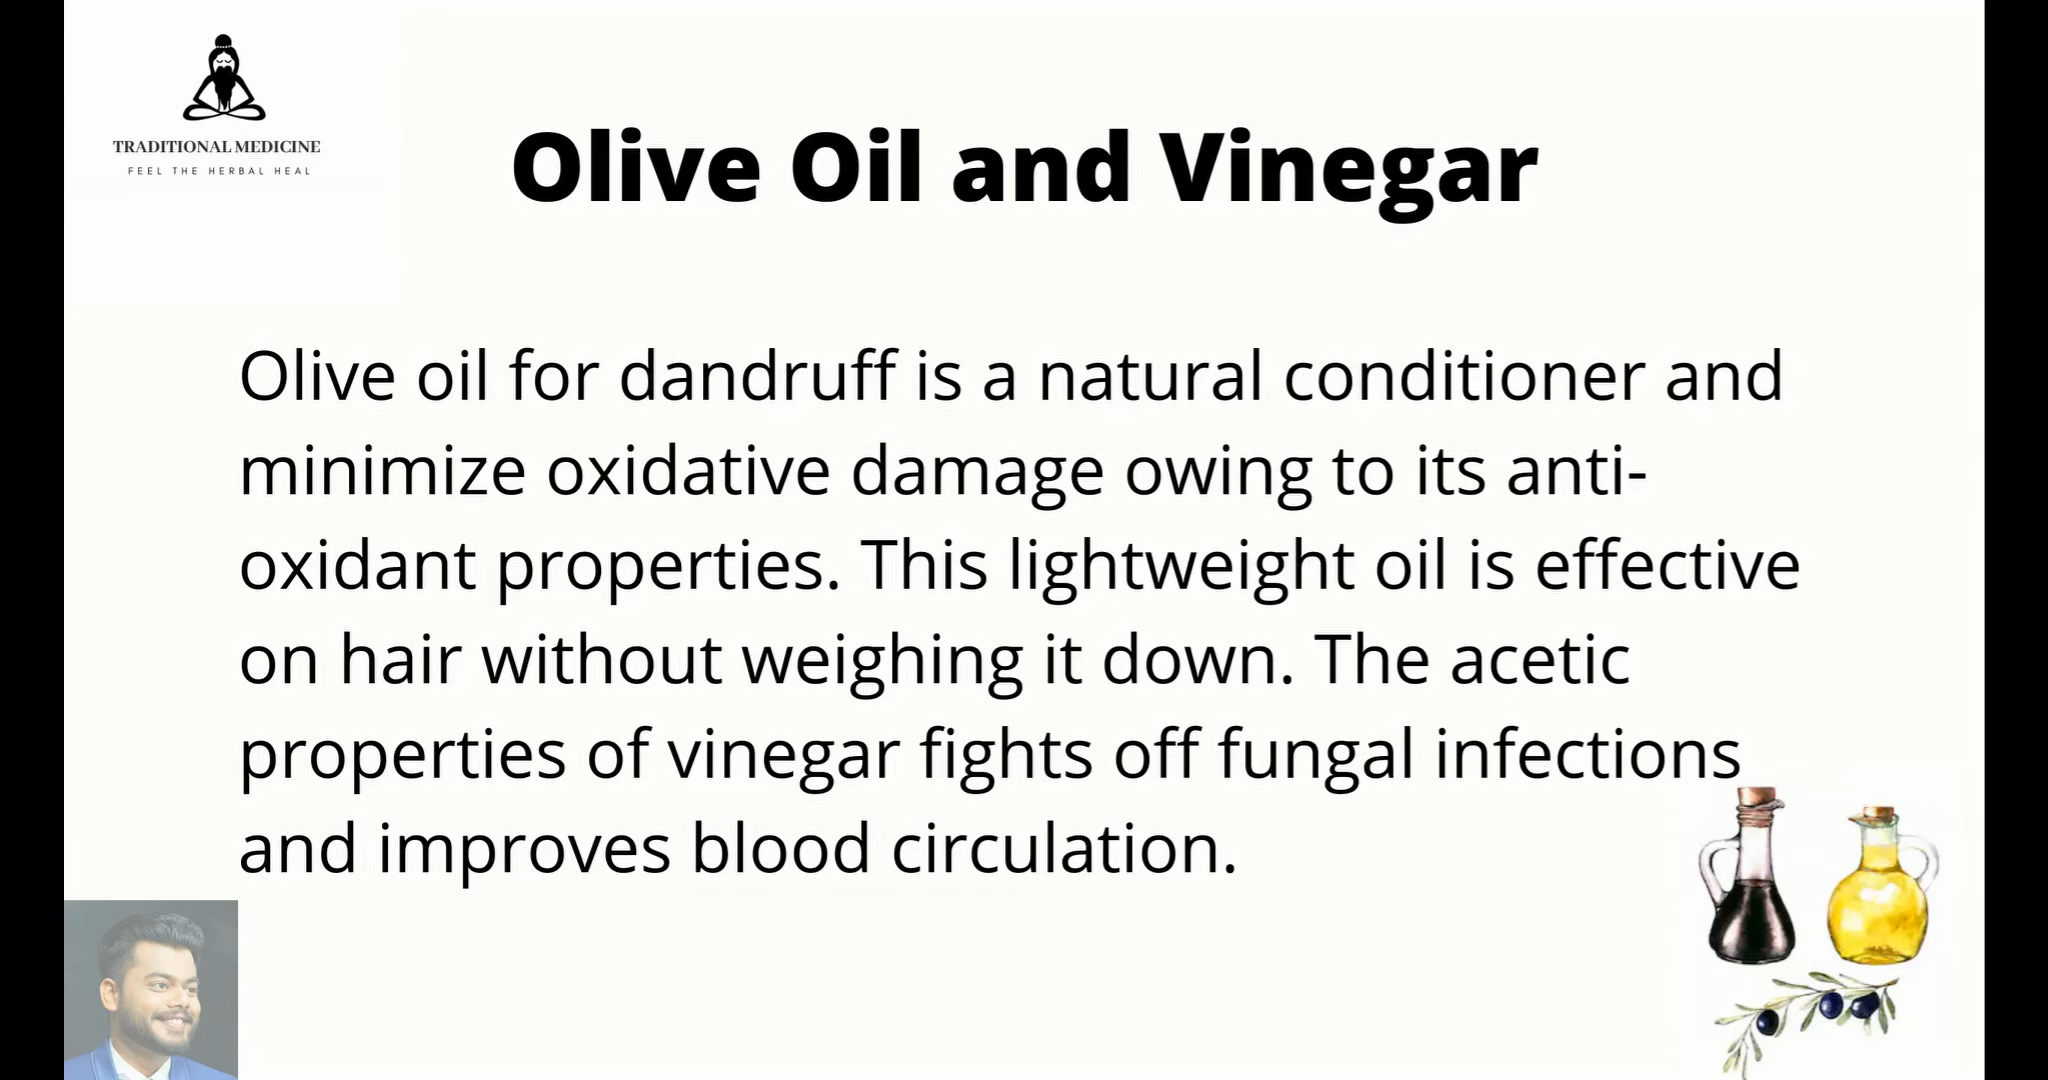 TRADITIONAL MEDICINE
FEEL THE HERBAL HEAL
Olive Oil and Vinegar
Olive oil for dandruff is a natural conditioner and
minimize oxidative damage owing to its anti-
oxidant properties. This lightweight oil is effective
on hair without weighing it down. The acetic
properties of vinegar fights off fungal infections
and improves blood circulation.